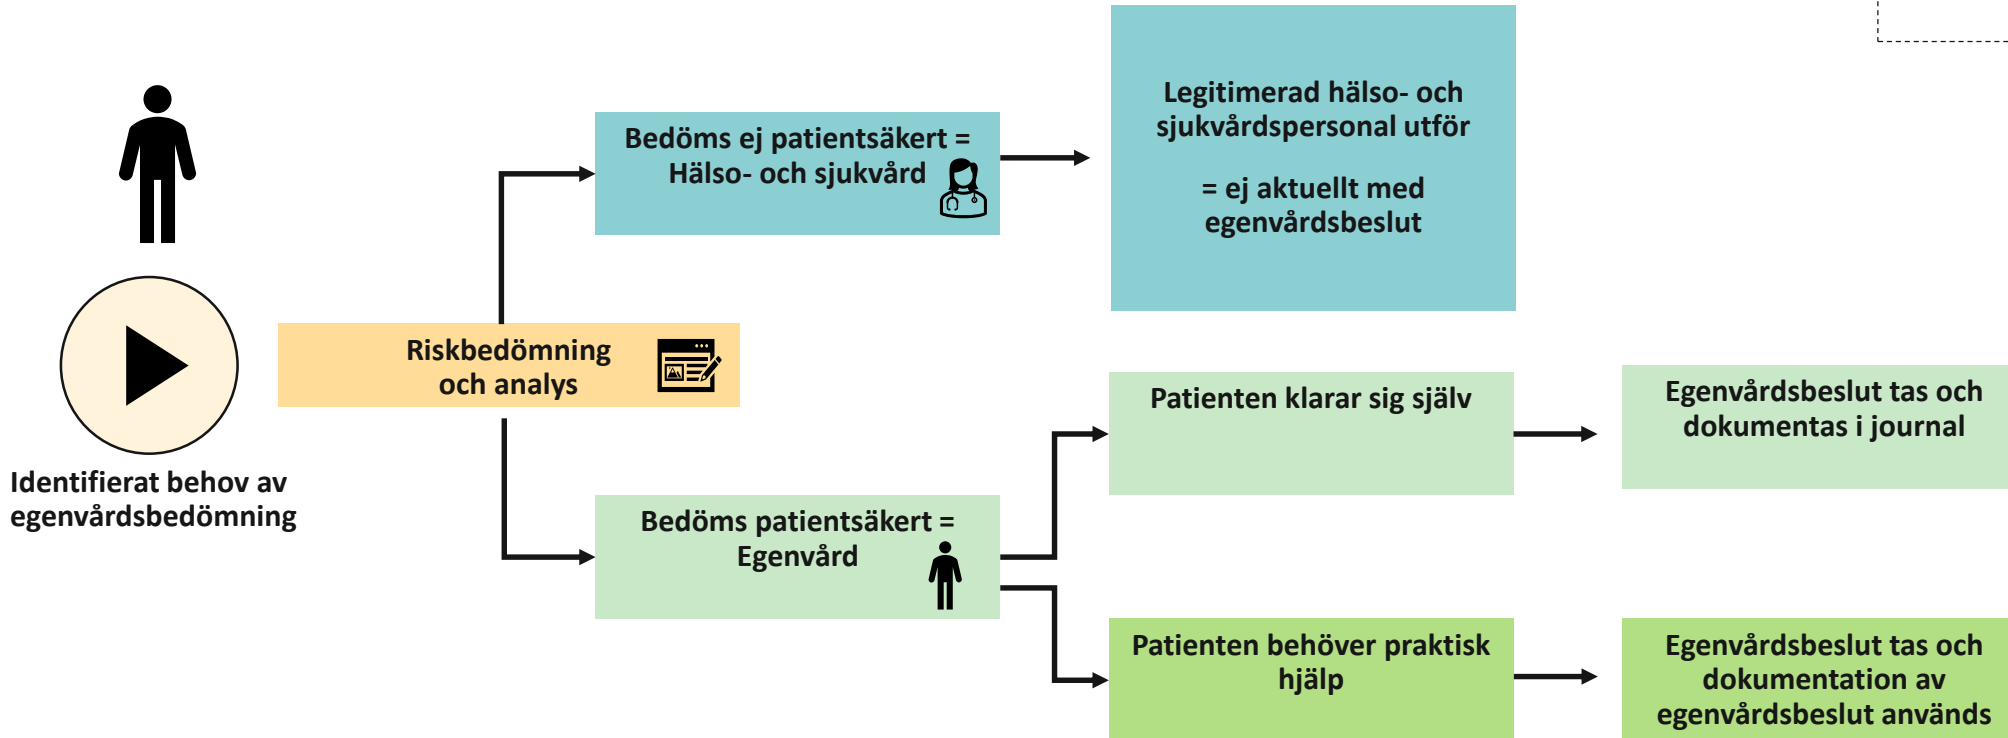 Identifierat behov av
egenvårdsbedömning
Riskbedömning
och analys
Bedöms ej patientsäkert =
Hälso- och sjukvård
Legitimerad hälso- och
sjukvårdspersonal utför
= ej aktuellt med
egenvårdsbeslut
Bedöms patientsäkert =
Egenvård
Patienten klarar sig själv
Egenvårdsbeslut tas och
dokumentas i journal
Patienten behöver praktisk
hjälp
Egenvårdsbeslut tas och
dokumentation av
egenvårdsbeslut används